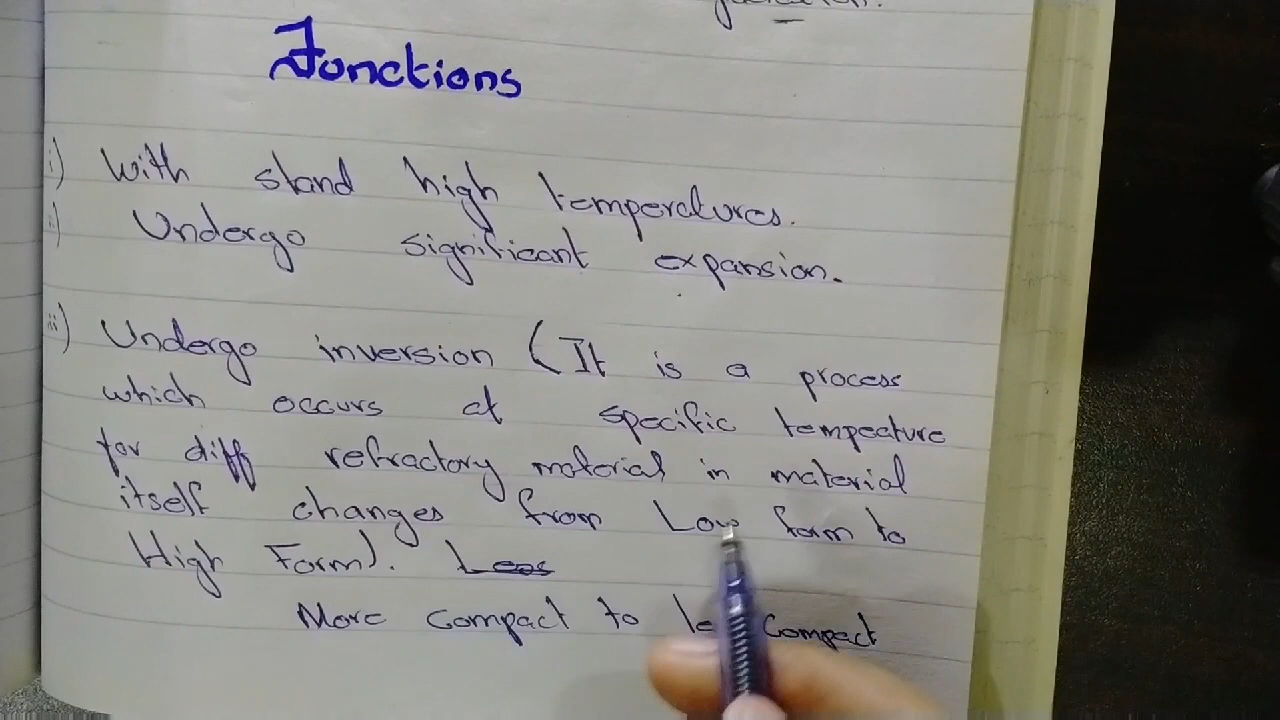 Functions
i) With stand high temperatures.
ii) Undergo significant expansion.
iii) Undergo inversion (It is a process
which occurs at specific tempeature
for diff refractory material in material
itself changes from Low form to
High Form). Less
More Compact to Compact